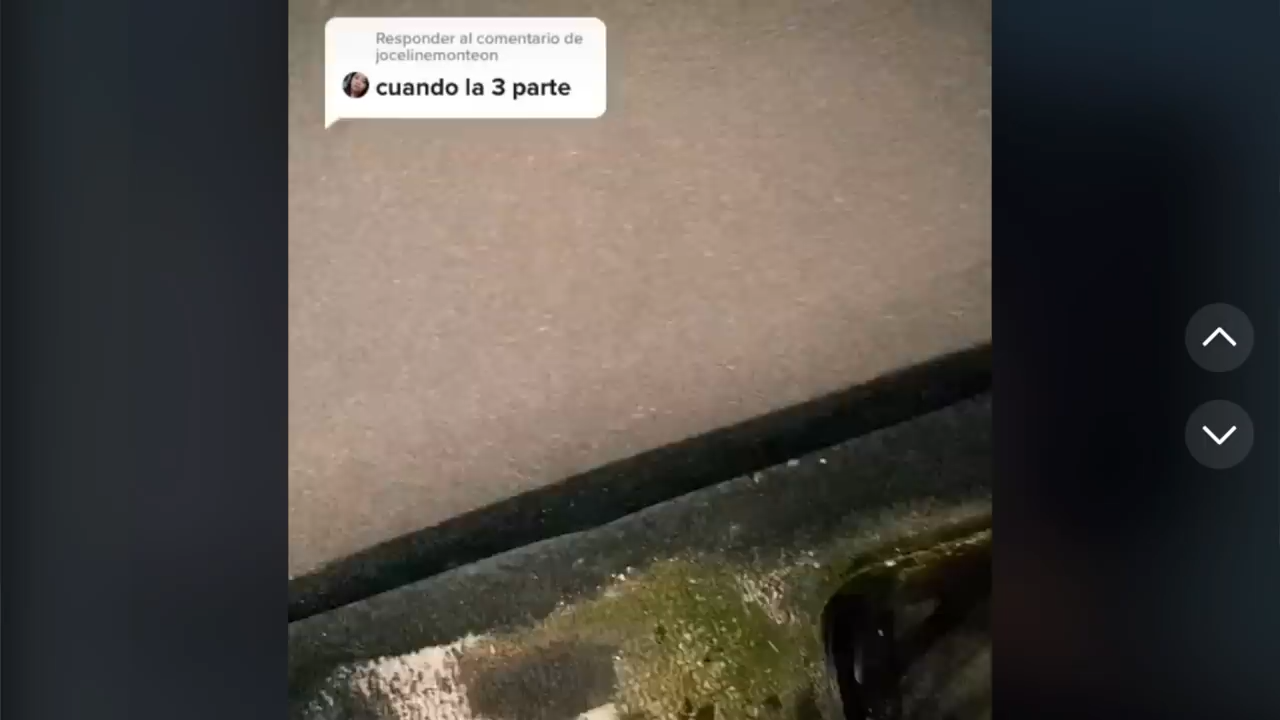 Responder al comentario de
jocelinemonteon
cuando la 3 parte